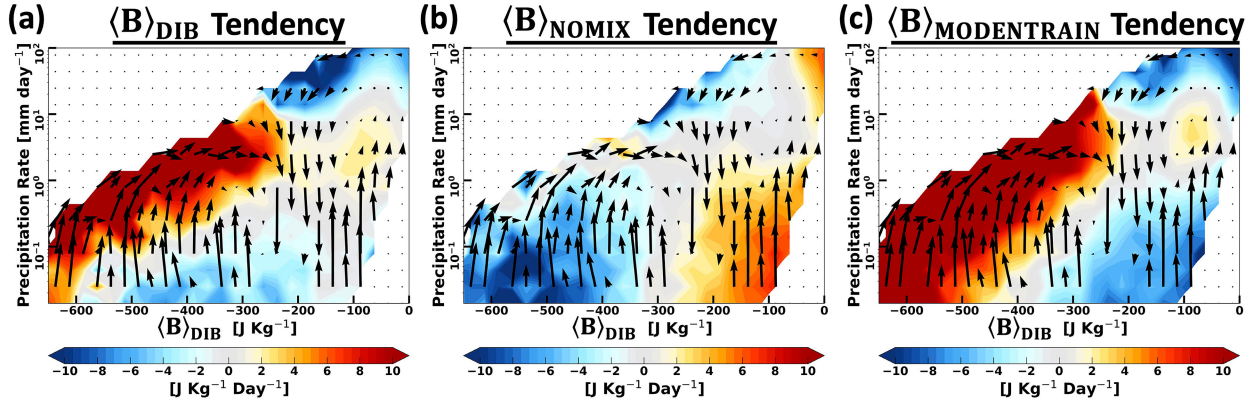 (a) ⟨B⟩DIB Tendency
Precipitation Rate [mm day⁻¹]
10²
10¹
10⁰
10⁻¹
−600 −500 −400 −300 −200 −100 0
⟨B⟩DIB [J Kg⁻¹]
−10 −8 −6 −4 −2 0 2 4 6 8 10
[J Kg⁻¹ Day⁻¹]
(b) ⟨B⟩NOMIX Tendency
Precipitation Rate [mm day⁻¹]
10²
10¹
10⁰
10⁻¹
−600 −500 −400 −300 −200 −100 0
⟨B⟩DIB [J Kg⁻¹]
−10 −8 −6 −4 −2 0 2 4 6 8 10
[J Kg⁻¹ Day⁻¹]
(c) ⟨B⟩MODENTRAIN Tendency
Precipitation Rate [mm day⁻¹]
10²
10¹
10⁰
10⁻¹
−600 −500 −400 −300 −200 −100 0
⟨B⟩DIB [J Kg⁻¹]
−10 −8 −6 −4 −2 0 2 4 6 8 10
[J Kg⁻¹ Day⁻¹]